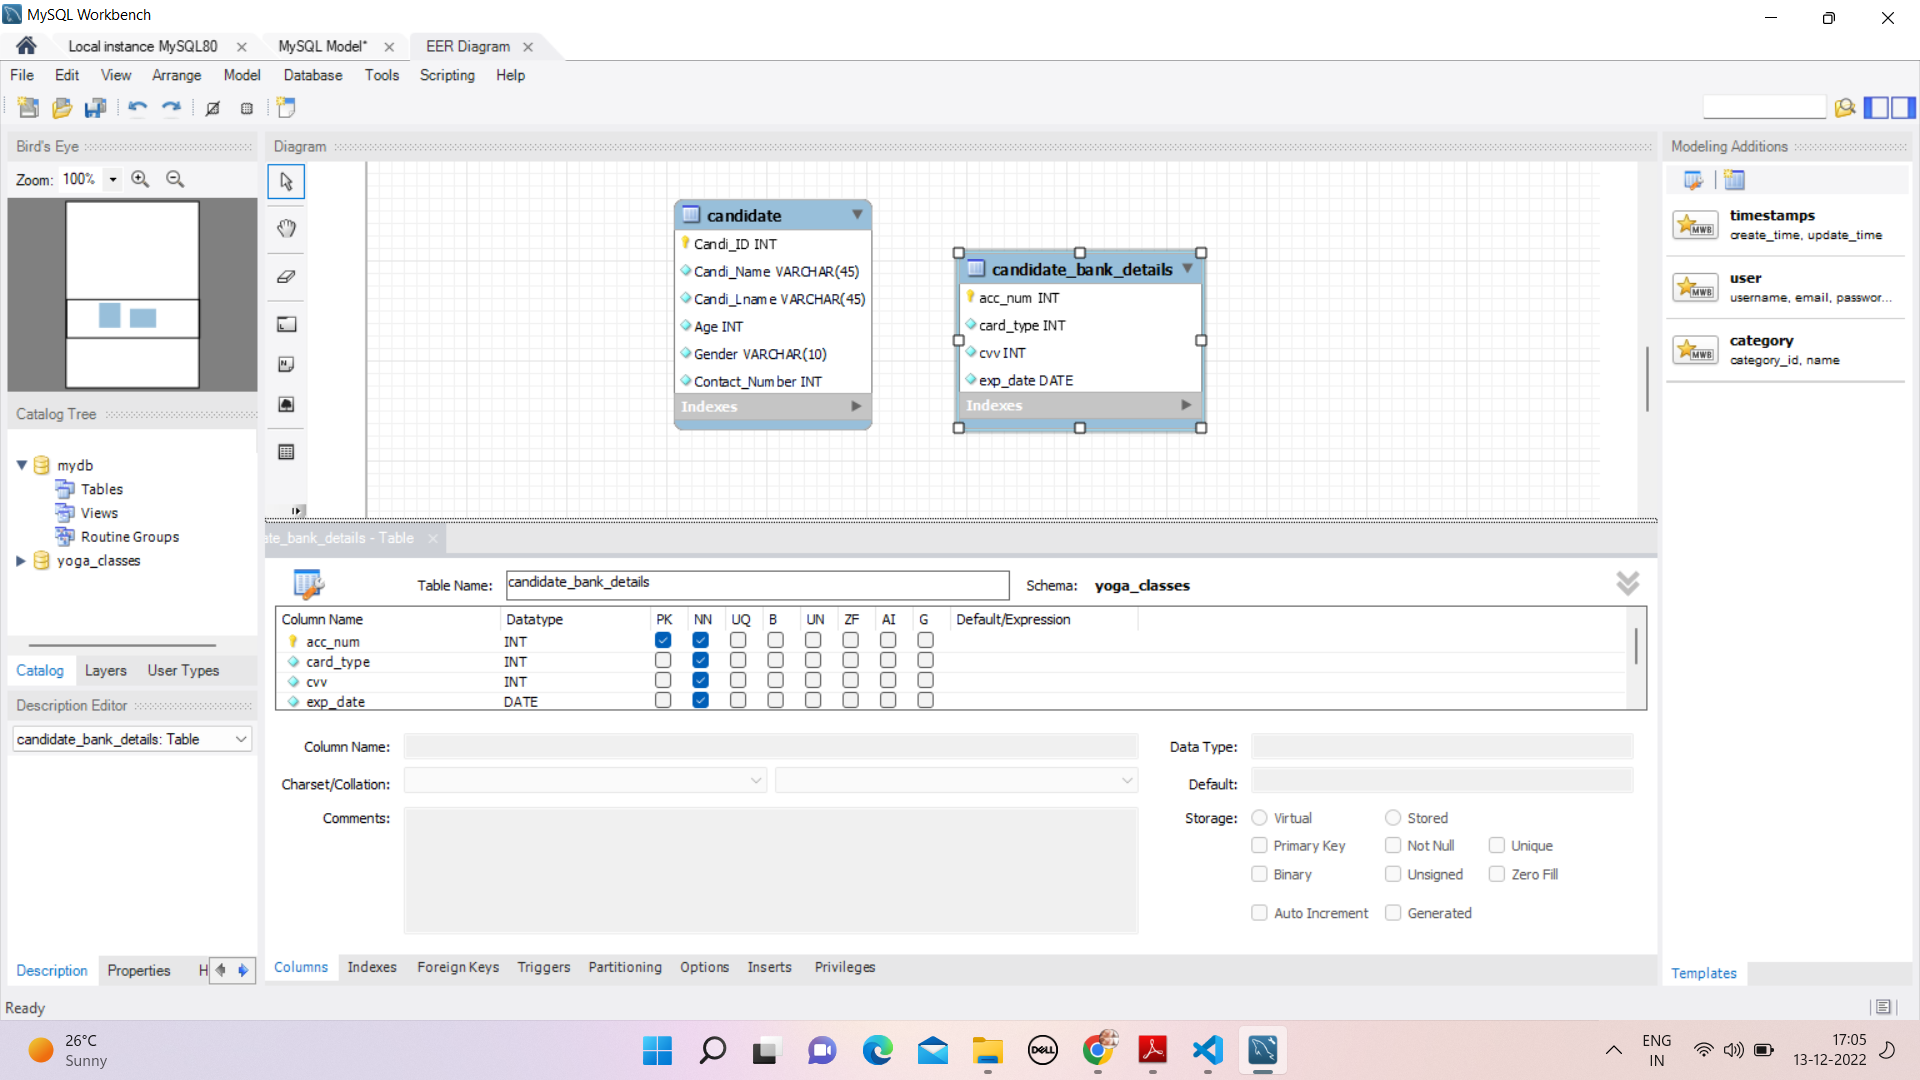 MySQL Workbench
Local instance MySQL80
MySQL Model*
EER Diagram
File Edit View Arrange Model Database Tools Scripting Help
Bird's Eye
Zoom: 100%
Catalog Tree
mydb
Tables
Views
Routine Groups
yoga_classes
Catalog Layers User Types
Description Editor
candidate_bank_details: Table
Description Properties H
Diagram
candidate
Candi_ID INT
Candi_Name VARCHAR(45)
Candi_Lname VARCHAR(45)
Age INT
Gender VARCHAR(10)
Contact_Number INT
Indexes
candidate_bank_details
acc_num INT
card_type INT
cvv INT
exp_date DATE
Indexes
ate_bank_details - Table
Table Name: candidate_bank_details Schema: yoga_classes
Column Name Datatype PK NN UQ B UN ZF AI G Default/Expression
acc_num INT
card_type INT
cvv INT
exp_date DATE
Column Name: Data Type:
Charset/Collation: Default:
Comments: Storage: Virtual Stored
Primary Key Not Null Unique
Binary Unsigned Zero Fill
Auto Increment Generated
Columns Indexes Foreign Keys Triggers Partitioning Options Inserts Privileges
Modeling Additions
MWB
timestamps
create_time, update_time
MWB
user
username, email, passwor...
MWB
category
category_id, name
Templates
Ready
26°C
Sunny
DELL
ENG
IN
17:05
13-12-2022